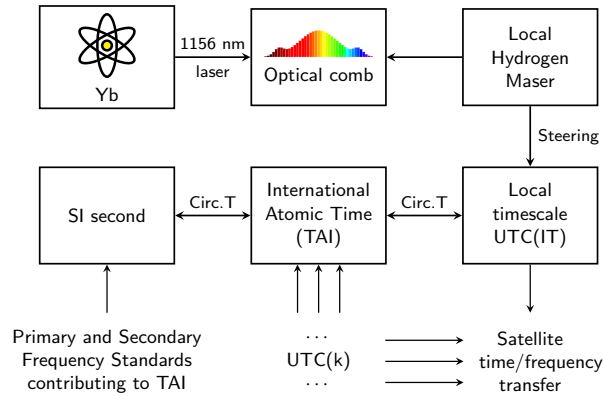 Yb
1156 nm
laser
Optical comb
Local
Hydrogen
Maser
Steering
SI second
Circ.T
International
Atomic Time
(TAI)
Circ.T
Local
timescale
UTC(IT)
Primary and Secondary
Frequency Standards
contributing to TAI
...
UTC(k)
...
Satellite
time/frequency
transfer